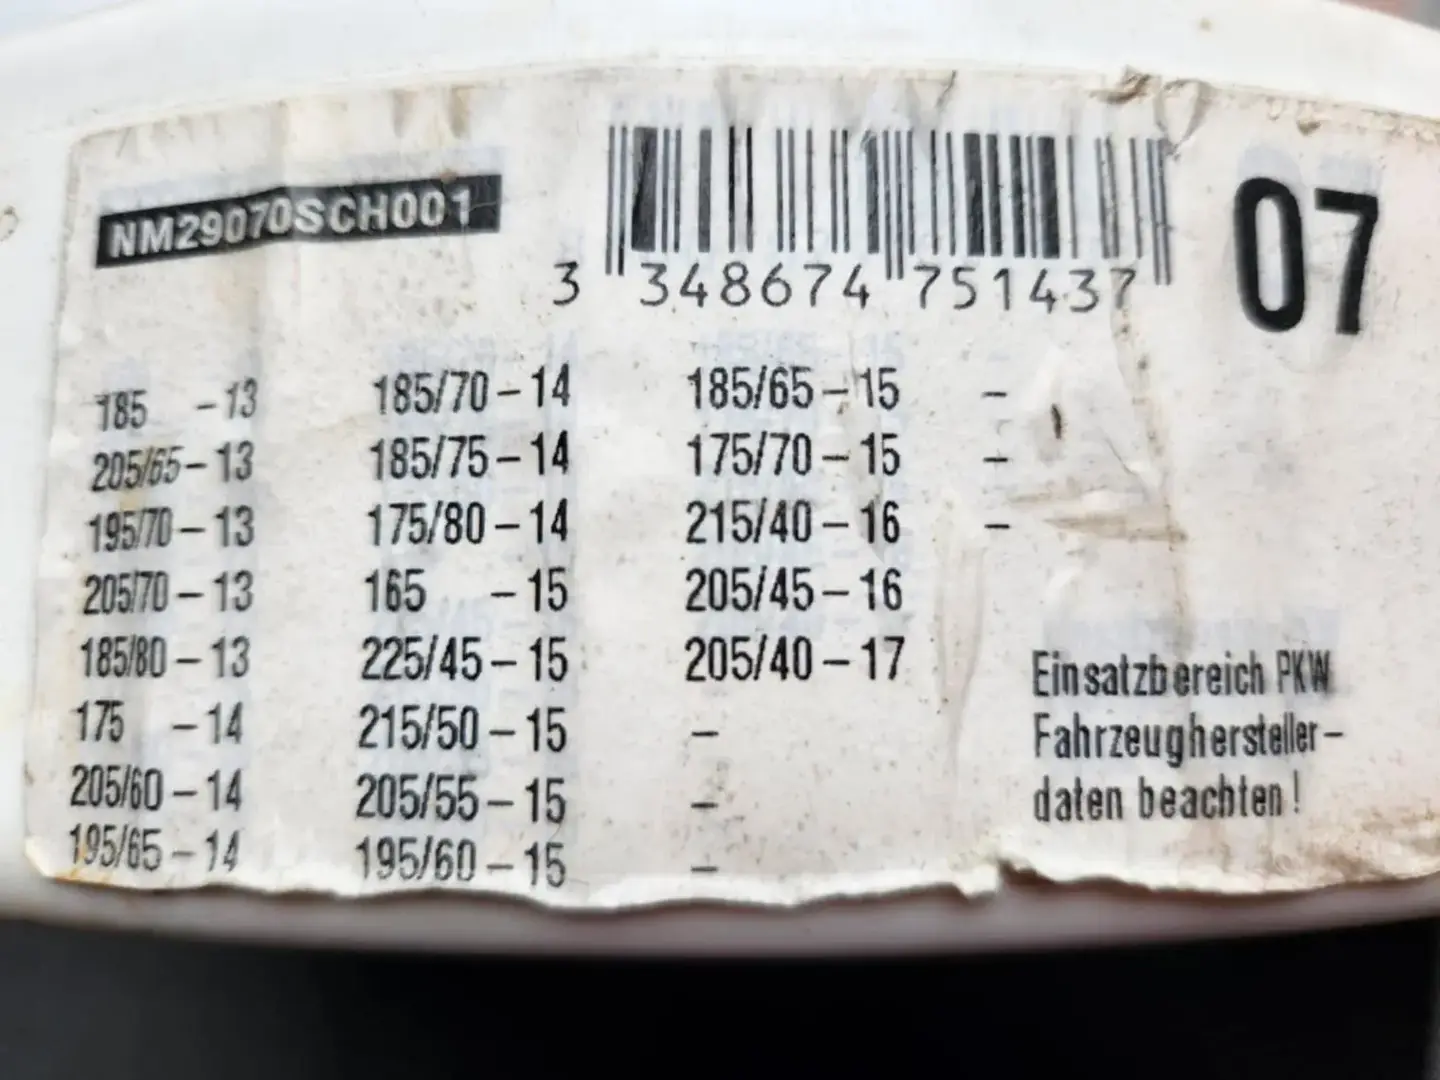 NM29070SCH001
3 348674 751437
07
185 -13 185/70-14 185/65-15 -
205/65-13 185/75-14 175/70-15 -
195/70-13 175/80-14 215/40-16 -
205/70-13 165 -15 205/45-16
185/80-13 225/45-15 205/40-17
175 -14 215/50-15 -
205/60-14 205/55-15 -
195/65-14 195/60-15 -
Einsatzbereich PKW
Fahrzeughersteller-
daten beachten!